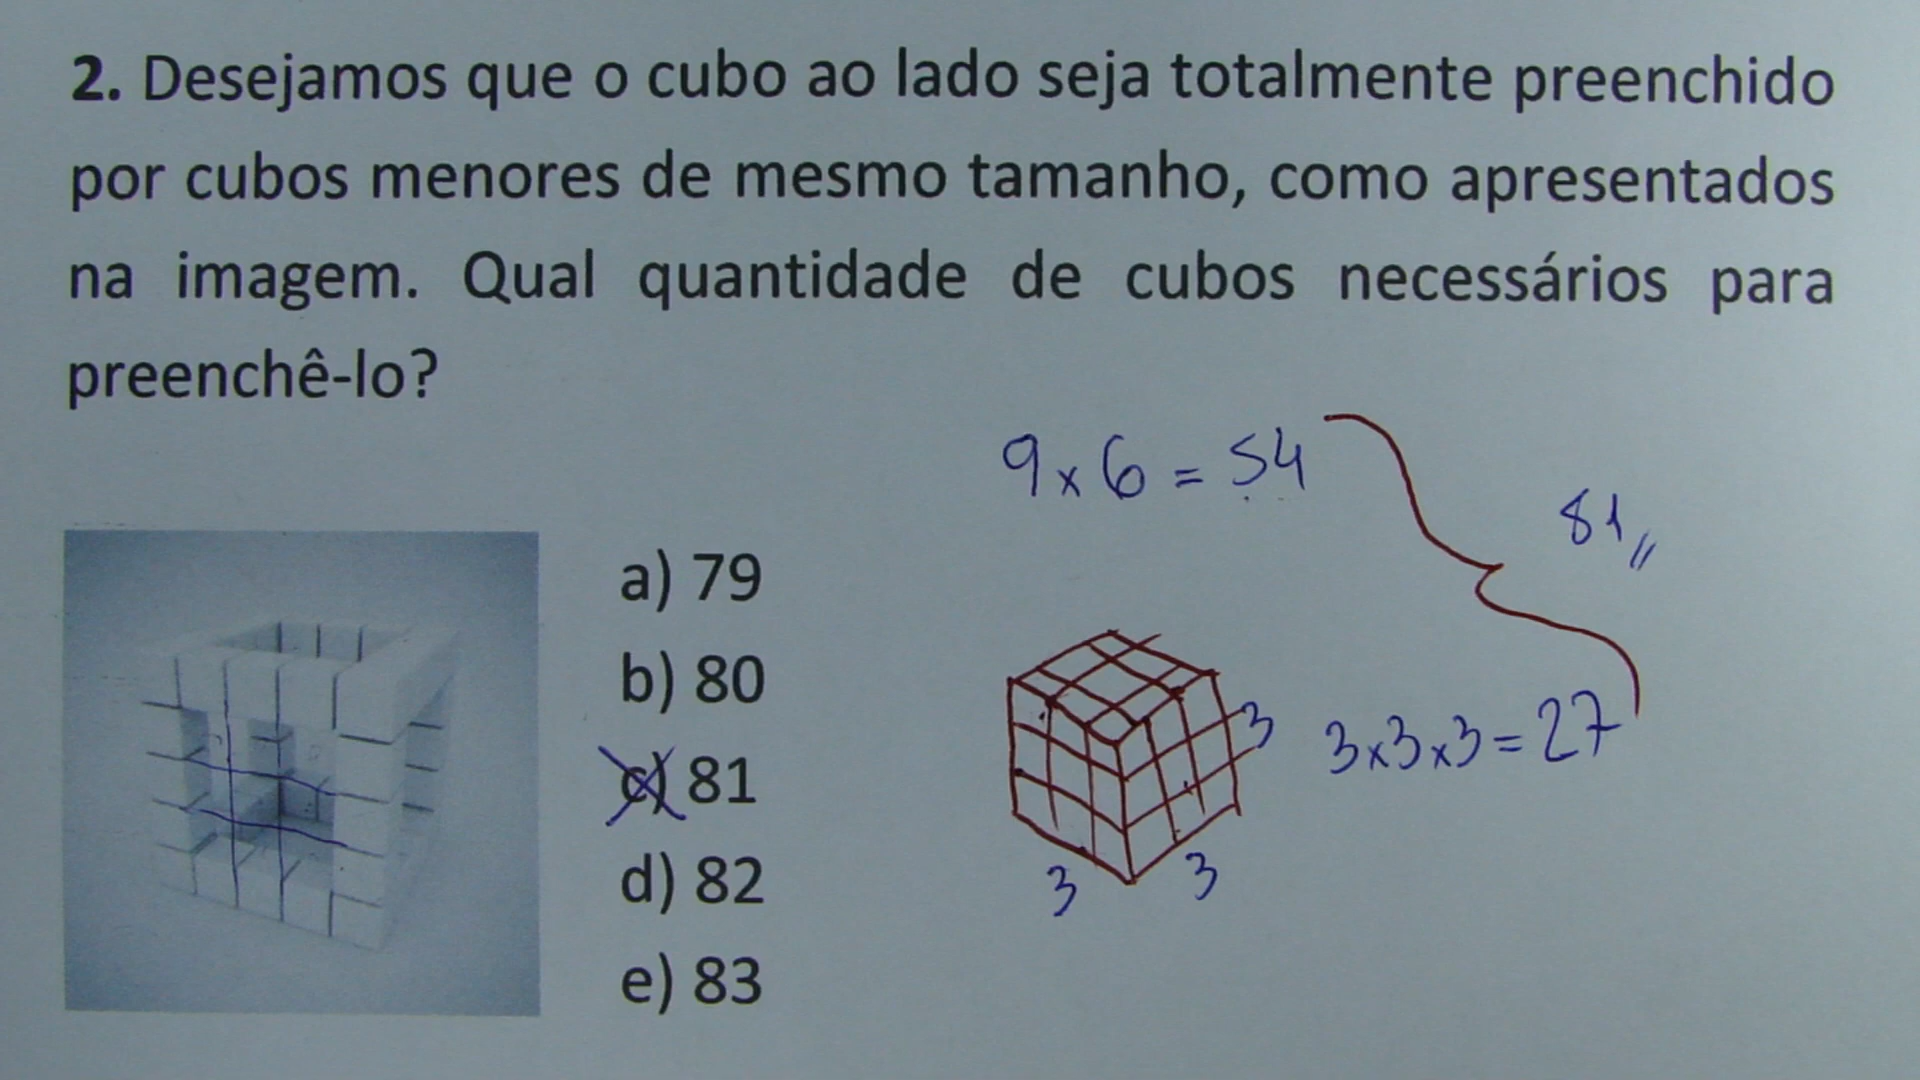 2. Desejamos que o cubo ao lado seja totalmente preenchido
por cubos menores de mesmo tamanho, como apresentados
na imagem. Qual quantidade de cubos necessários para
preenchê-lo?
9 x 6 = 54
81
a) 79
b) 80
c) 81
d) 82
e) 83
3
3
3
3x3x3=27